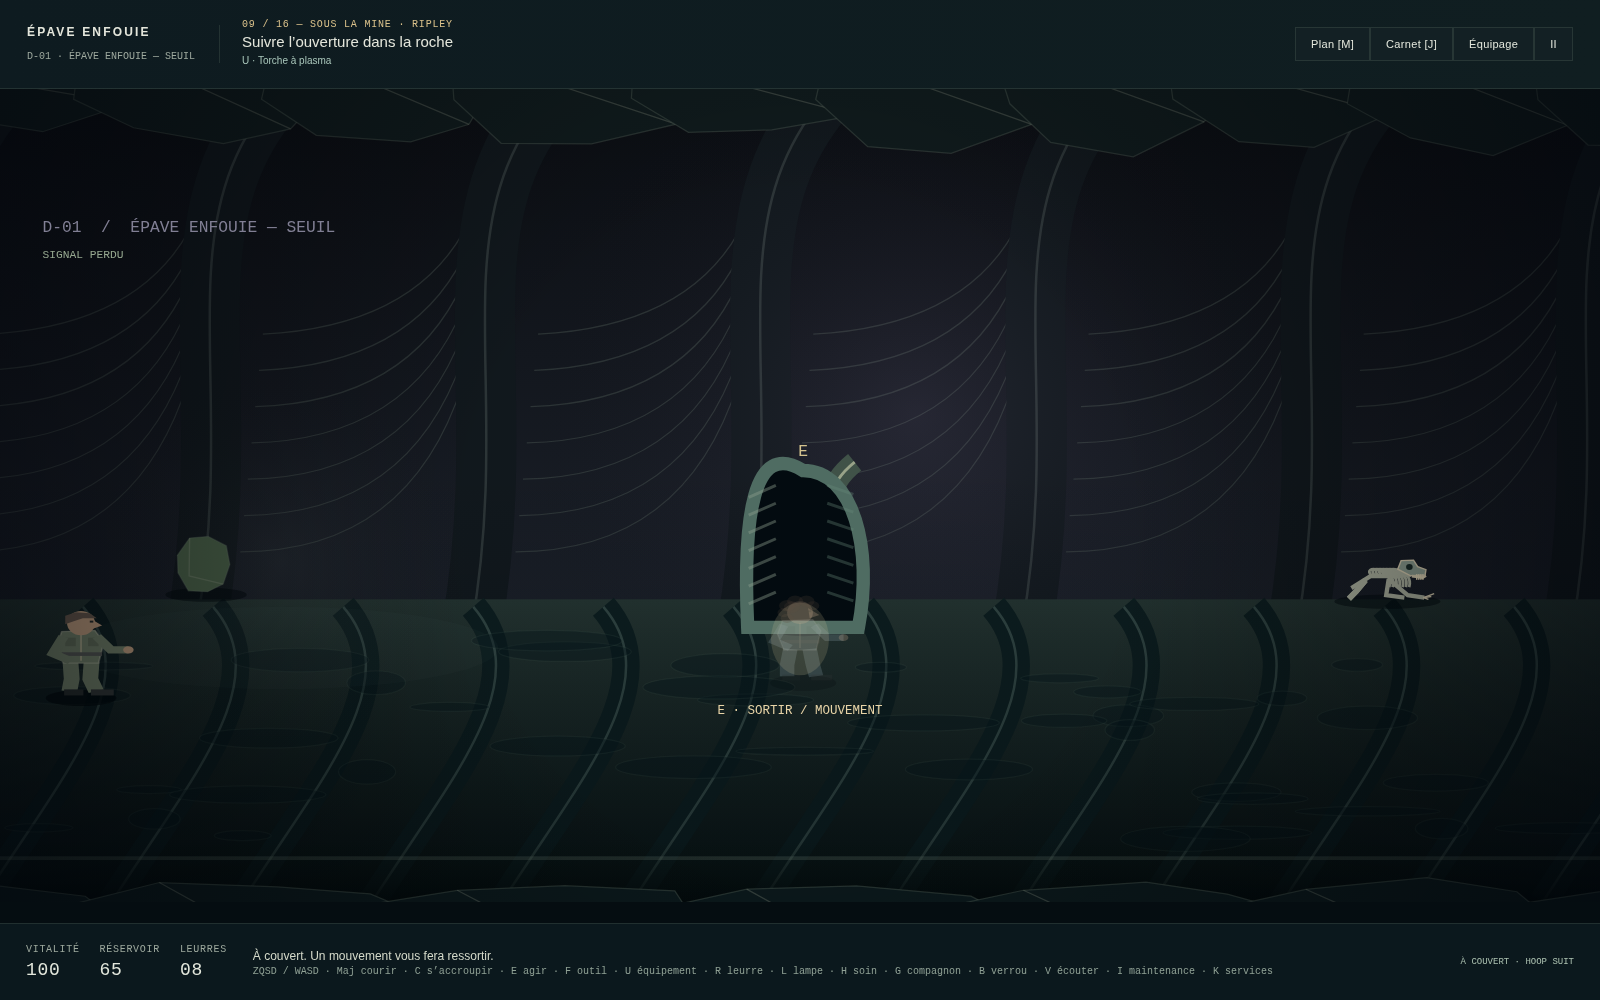 ÉPAVE ENFOUIE
D-01 · ÉPAVE ENFOUIE — SEUIL
09 / 16 — SOUS LA MINE · RIPLEY
Suivre l’ouverture dans la roche
U · Torche à plasma
Plan [M]
Carnet [J]
Équipage
II
D-01 / ÉPAVE ENFOUIE — SEUIL
SIGNAL PERDU
E
E · SORTIR / MOUVEMENT
VITALITÉ
100
RÉSERVOIR
65
LEURRES
08
À couvert. Un mouvement vous fera ressortir.
ZQSD / WASD · Maj courir · C s’accroupir · E agir · F outil · U équipement · R leurre · L lampe · H soin · G compagnon · B verrou · V écouter · I maintenance · K services
À COUVERT · HOOP SUIT